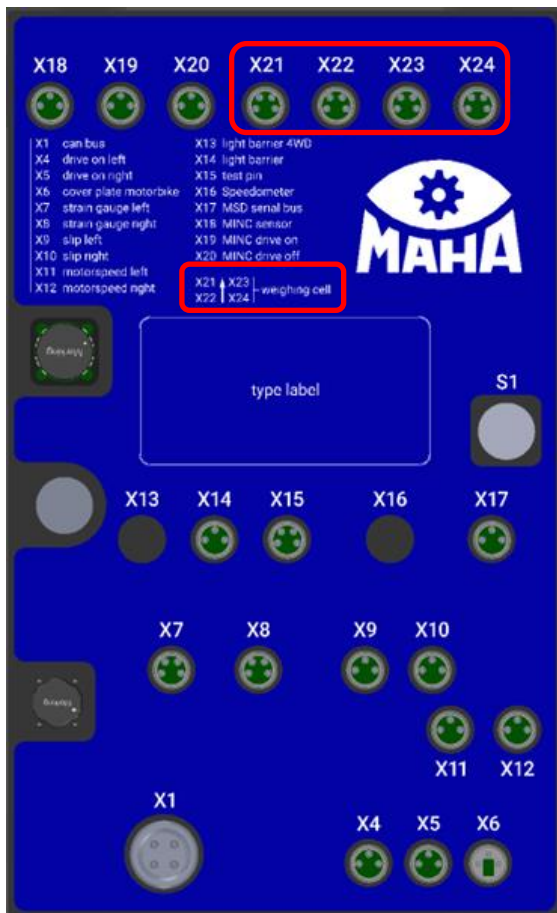 X18 X19 X20 X21 X22 X23 X24
X1 can bus
X4 drive on left
X5 drive on right
X6 cover plate motorbike
X7 strain gauge left
X8 strain gauge right
X9 slip left
X10 slip right
X11 motorspeed left
X12 motorspeed right
X13 light barrier 4WD
X14 light barrier
X15 test pin
X16 Speedometer
X17 MSD serial bus
X18 MINC sensor
X19 MINC drive on
X20 MINC drive off
X21 X23
X22 X24 weighing cell
MAHA
type label
S1
X13 X14 X15 X16 X17
X7 X8 X9 X10
X11 X12
X1
X4 X5 X6